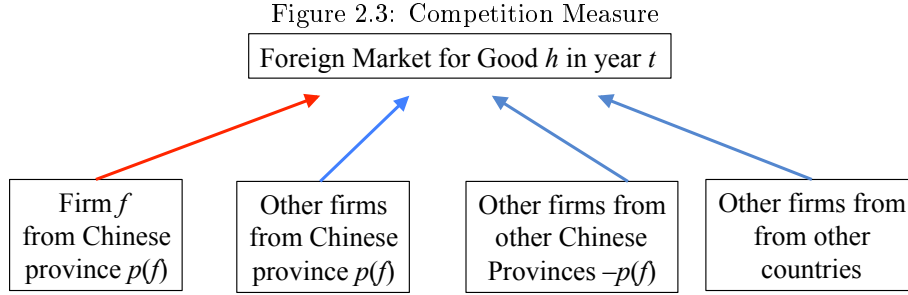 Figure 2.3: Competition Measure
Foreign Market for Good h in year t
Firm f
from Chinese
province p(f)
Other firms
from Chinese
province p(f)
Other firms from
other Chinese
Provinces –p(f)
Other firms from
from other
countries